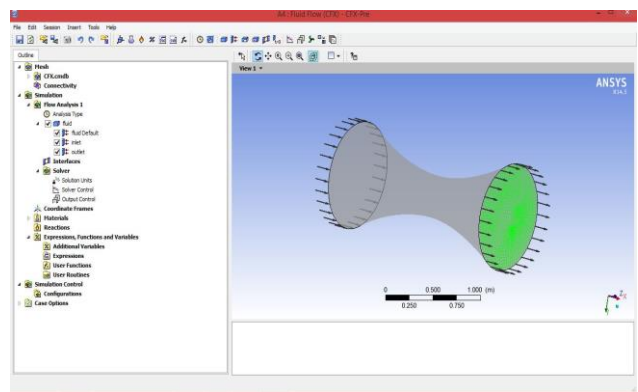 A4 : Fluid Flow (CFX) - CFX-Pre
File Edit Session Insert Tools Help
Outline
Mesh
CFX.cmdb
Connectivity
Simulation
Flow Analysis 1
Analysis Type
fluid
fluid Default
inlet
outlet
Interfaces
Solver
Solution Units
Solver Control
Output Control
Coordinate Frames
Materials
Reactions
Expressions, Functions and Variables
Additional Variables
Expressions
User Functions
User Routines
Simulation Control
Configurations
Case Options
View 1
ANSYS
0 0.500 1.000 (m)
0.250 0.750